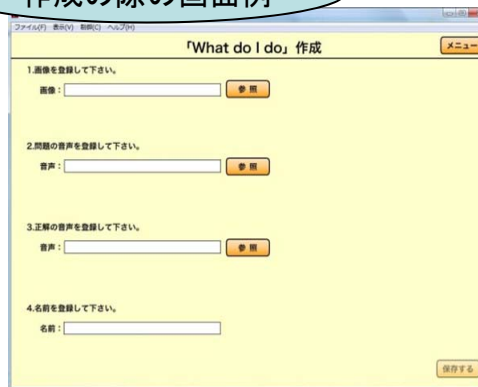 作成の際の画面例
ファイル(F) 表示(V) 制御(C) ヘルプ(H)
「What do I do」作成
メニュー
1.画像を登録して下さい。
画像：
参 照
2.問題の音声を登録して下さい。
音声：
参 照
3.正解の音声を登録して下さい。
音声：
参 照
4.名前を登録して下さい。
名前：
保存する